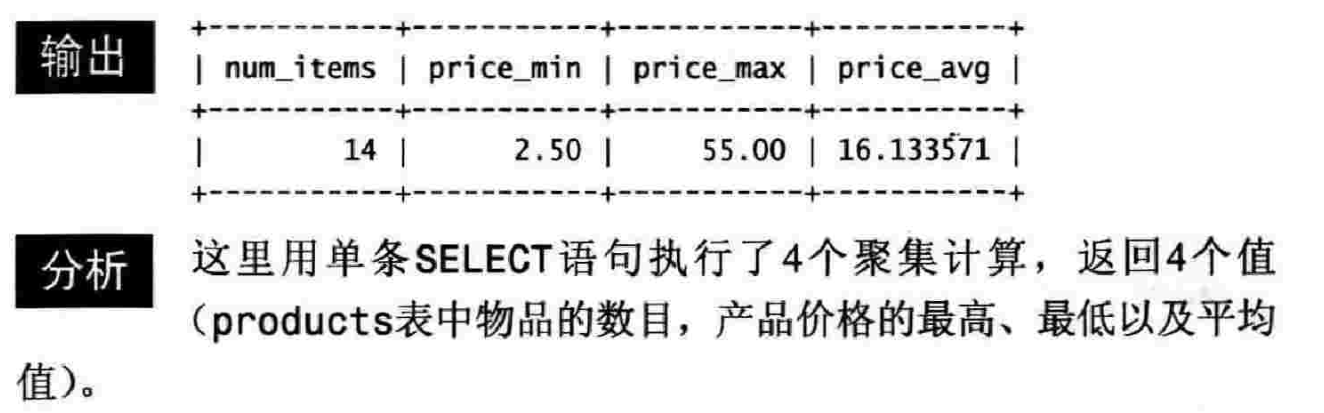 输出
+-----------+-----------+-----------+-----------+
| num_items | price_min | price_max | price_avg |
+-----------+-----------+-----------+-----------+
|        14 |      2.50 |     55.00 | 16.133571 |
+-----------+-----------+-----------+-----------+
分析 这里用单条SELECT语句执行了4个聚集计算，返回4个值
（products表中物品的数目，产品价格的最高、最低以及平均
值）。